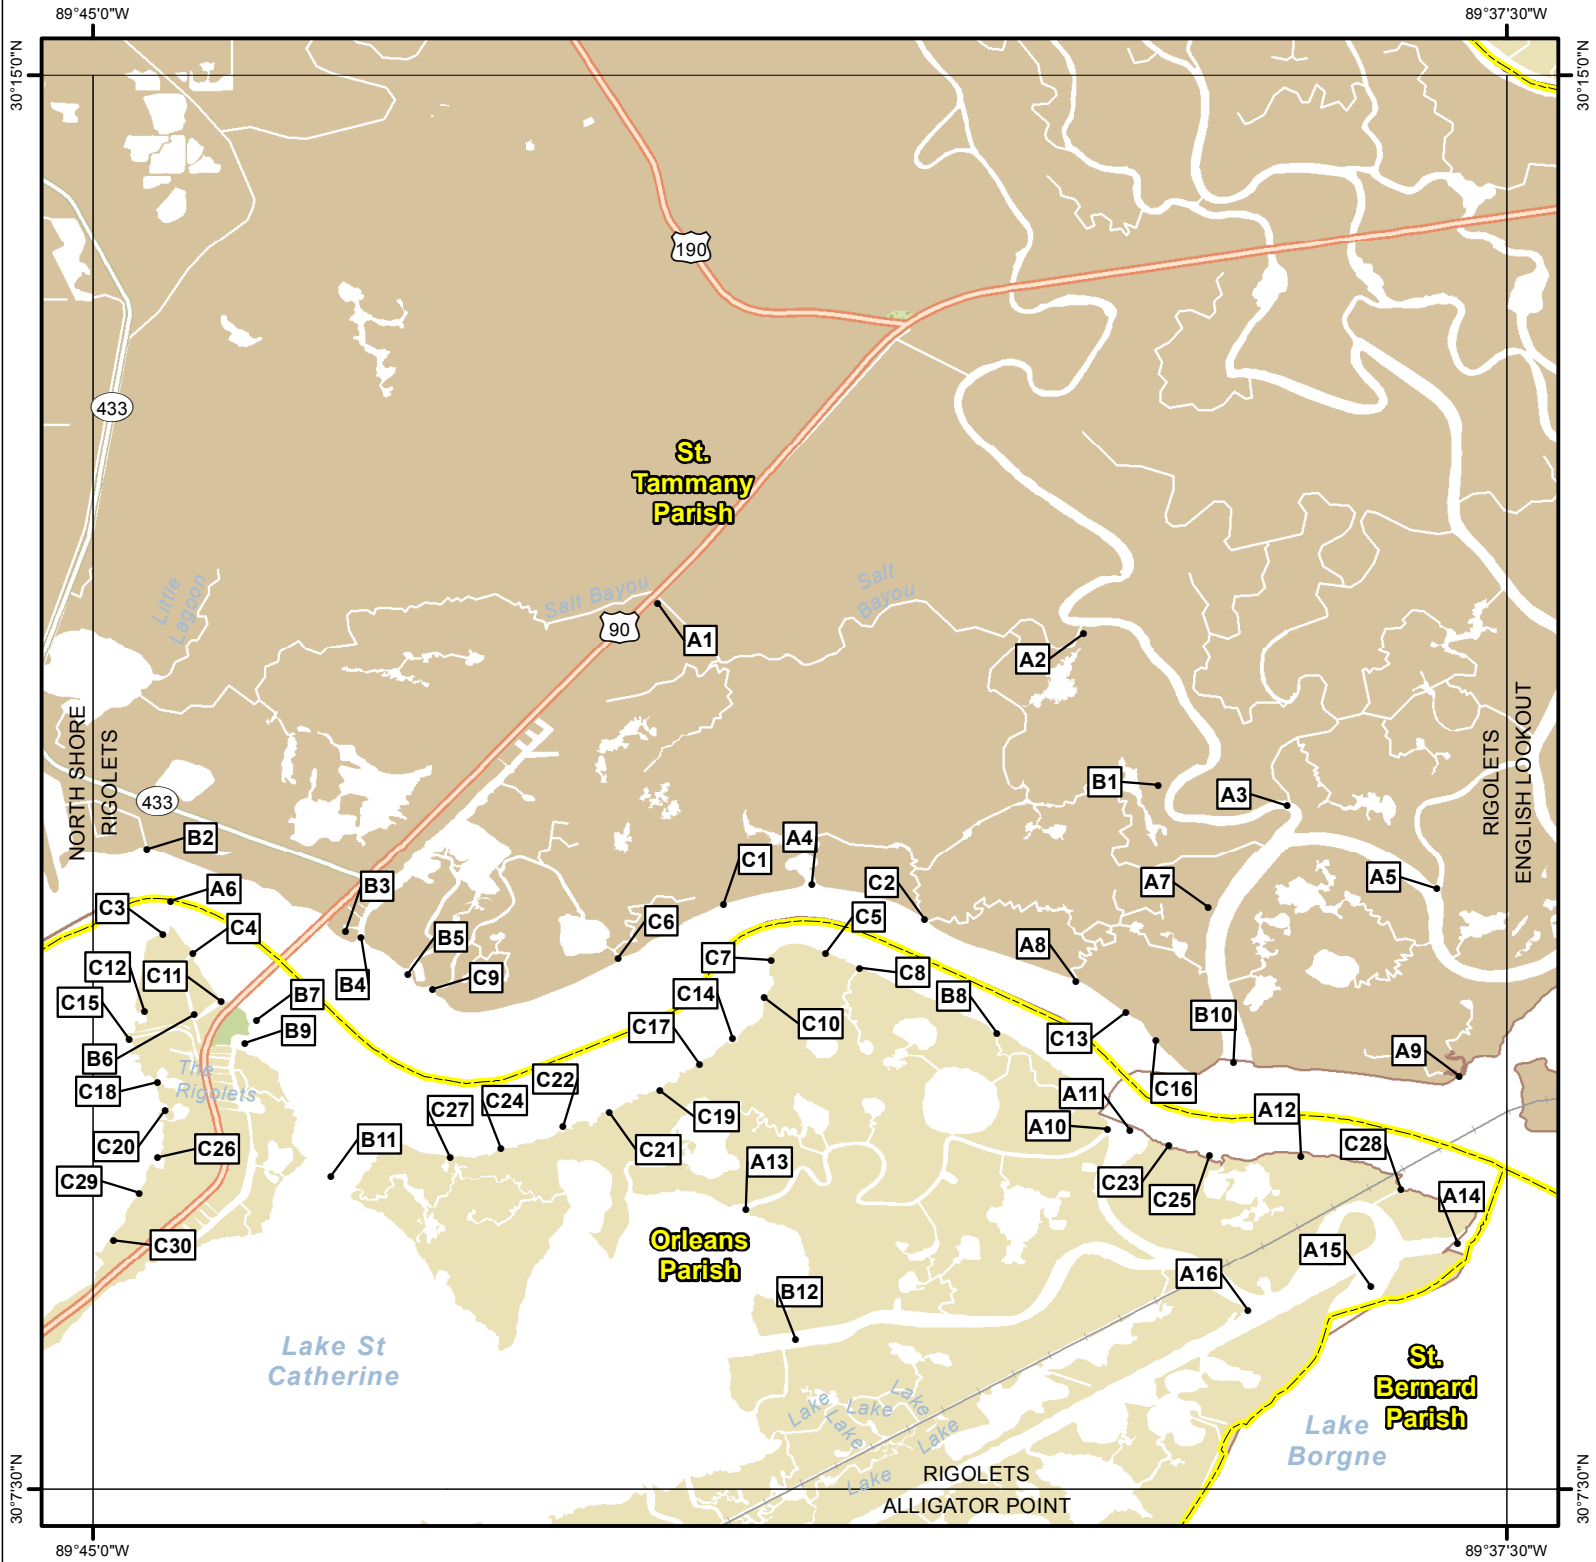 89°45'0"W
89°37'30"W
30°15'0"N
30°15'0"N
190
433
St.
Tammany
Parish
Little
Lagoon
Salt Bayou
Salt
Bayou
90
A1
A2
NORTH SHORE
RIGOLETS
RIGOLETS
ENGLISH LOOKOUT
433
B1
A3
B2
A4
C1
C2
A5
A7
B3
A6
C3
C4
C6
C5
B5
A8
C7
C8
C12
C11
C9
B4
B7
C14
B8
C15
B9
C17
C10
C13
B10
B6
A9
The
Rigolets
C18
C22
C16
C27
C24
C19
A11
A12
A10
C20
C26
B11
C21
C28
C29
A13
C23
C25
A14
C30
Orleans
Parish
A15
A16
B12
Lake St
Catherine
St.
Bernard
Parish
Lake
Lake
Lake
Lake
Lake
Lake
Lake
Borgne
RIGOLETS
ALLIGATOR POINT
30°7'30"N
30°7'30"N
89°45'0"W
89°37'30"W